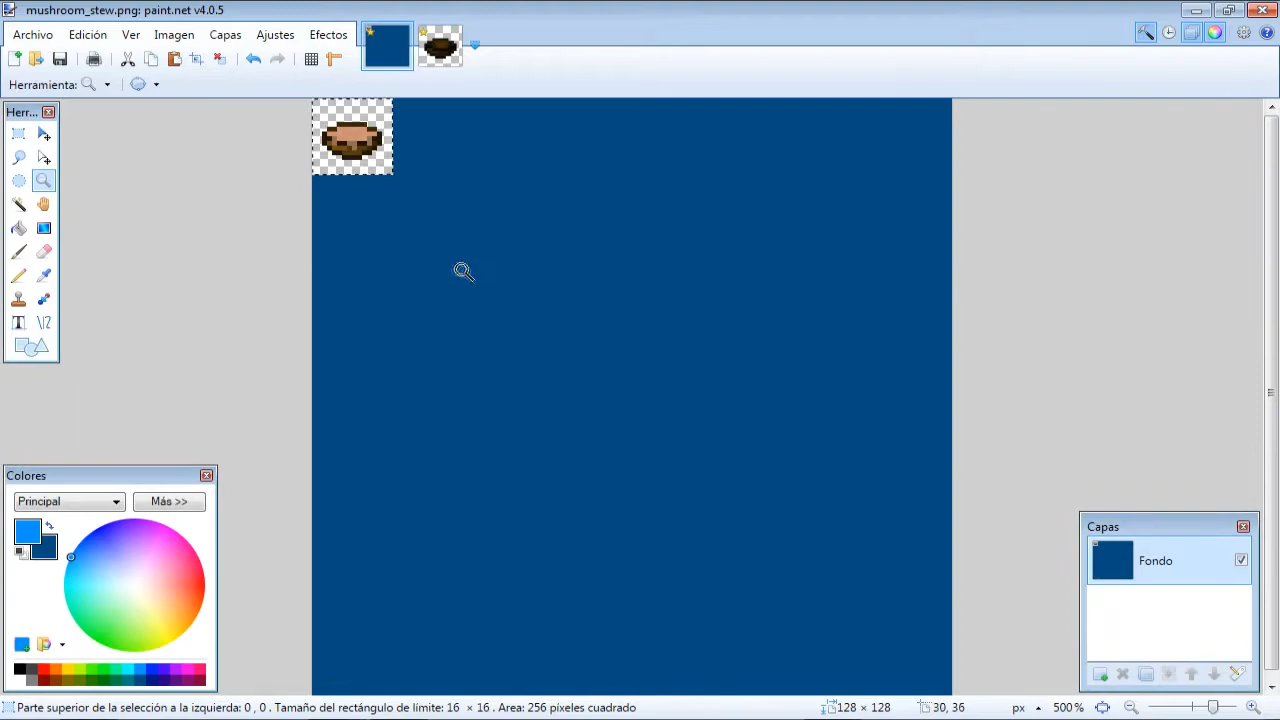 mushroom_stew.png: paint.net v4.0.5
Archivo Edición Ver Imagen Capas Ajustes Efectos
Herramienta:
Herr...
Colores
Principal Más >>
Capas
Fondo
Parte superior de la selección a la izquierda: 0 , 0 . Tamaño del rectángulo de límite: 16 × 16 . Area: 256 píxeles cuadrado 128 × 128 30, 36 px 500 %